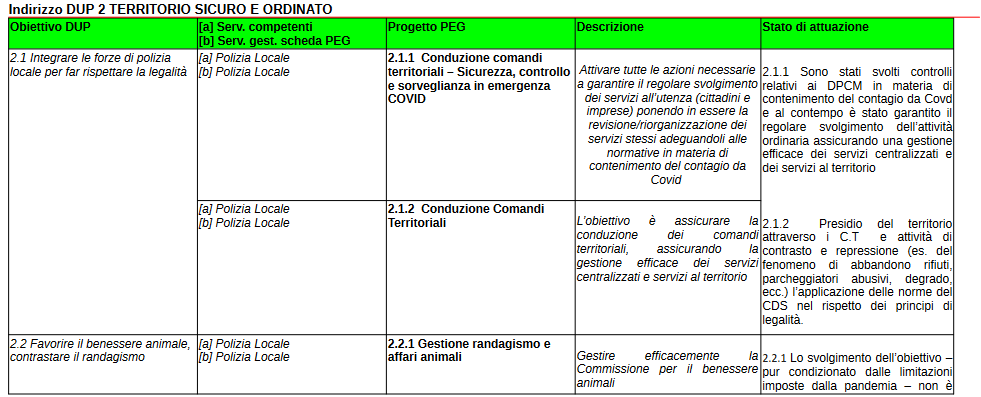 Indirizzo DUP 2 TERRITORIO SICURO E ORDINATO
Obiettivo DUP
[a] Serv. competenti
[b] Serv. gest. scheda PEG
Progetto PEG
Descrizione
Stato di attuazione
2.1 Integrare le forze di polizia
locale per far rispettare la legalità
[a] Polizia Locale
[b] Polizia Locale
2.1.1 Conduzione comandi
territoriali – Sicurezza, controllo
e sorveglianza in emergenza
COVID
Attivare tutte le azioni necessarie
a garantire il regolare svolgimento
dei servizi all'utenza (cittadini e
imprese) ponendo in essere la
revisione/riorganizzazione dei
servizi stessi adeguandoli alle
normative in materia di
contenimento del contagio da
Covid
2.1.1 Sono stati svolti controlli
relativi ai DPCM in materia di
contenimento del contagio da Covd
e al contempo è stato garantito il
regolare svolgimento dell'attività
ordinaria assicurando una gestione
efficace dei servizi centralizzati e
dei servizi al territorio
[a] Polizia Locale
[b] Polizia Locale
2.1.2 Conduzione Comandi
Territoriali
L'obiettivo è assicurare la
conduzione dei comandi
territoriali, assicurando la
gestione efficace dei servizi
centralizzati e servizi al territorio
2.1.2 Presidio del territorio
attraverso i C.T e attività di
contrasto e repressione (es. del
fenomeno di abbandono rifiuti,
parcheggiatori abusivi, degrado,
ecc.) l'applicazione delle norme del
CDS nel rispetto dei principi di
legalità.
2.2 Favorire il benessere animale,
contrastare il randagismo
[a] Polizia Locale
[b] Polizia Locale
2.2.1 Gestione randagismo e
affari animali
Gestire efficacemente la
Commissione per il benessere
animali
2.2.1 Lo svolgimento dell'obiettivo –
pur condizionato dalle limitazioni
imposte dalla pandemia – non è